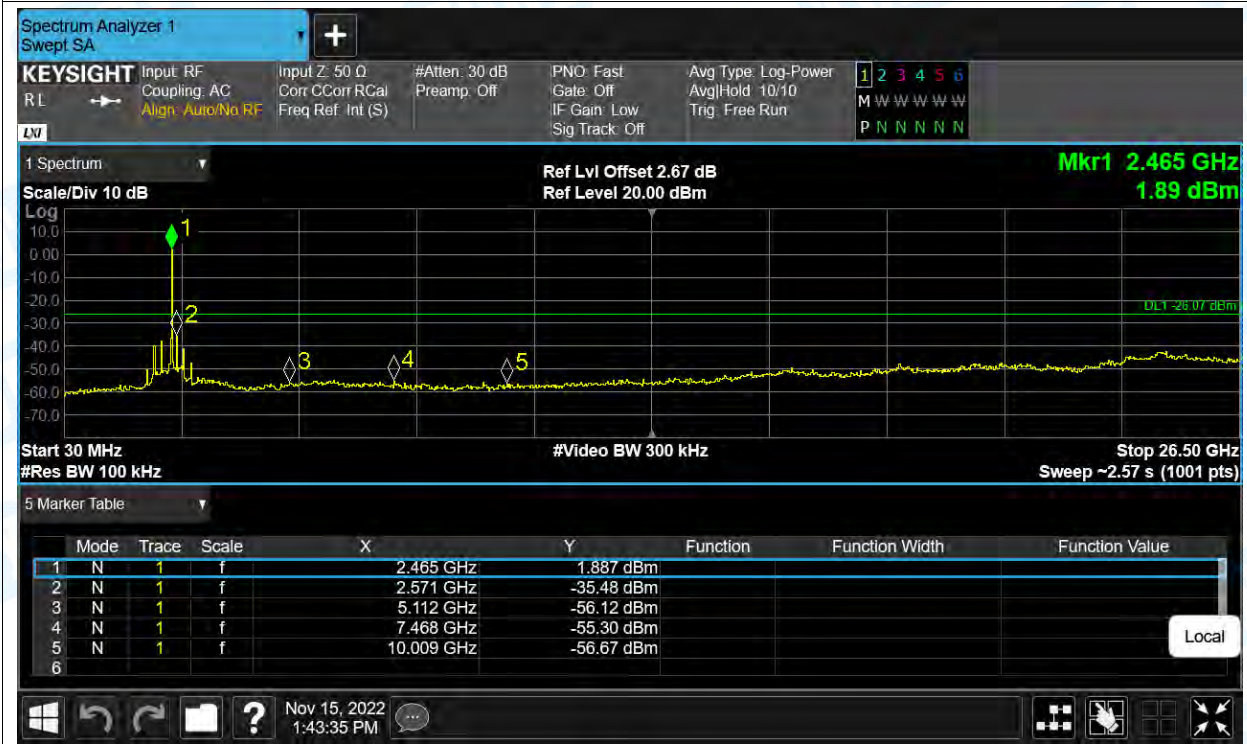 Spectrum Analyzer 1
Swept SA
+
KEYSIGHT Input: RF Input Z: 50 Ω #Atten: 30 dB PNO: Fast Avg Type: Log-Power 1 2 3 4 5 6
R L Coupling: AC Corr CCorr RCal Preamp: Off Gate: Off Avg|Hold: 10/10 M W W W W W W
Align: Auto/No RF Freq Ref: Int (S) IF Gain: Low Trig: Free Run
LXI Sig Track: Off P N N N N N N
1 Spectrum
Ref Lvl Offset 2.67 dB Mkr1 2.465 GHz
Scale/Div 10 dB Ref Level 20.00 dBm 1.89 dBm
Log
10.0 1
0.00
-10.0
-20.0 DL1 -26.07 dBm
2
-30.0
-40.0
3 4 5
-50.0
-60.0
-70.0
Start 30 MHz #Video BW 300 kHz Stop 26.50 GHz
#Res BW 100 kHz Sweep ~2.57 s (1001 pts)
5 Marker Table
Mode Trace Scale X Y Function Function Width Function Value
1 N 1 f 2.465 GHz 1.887 dBm
2 N 1 f 2.571 GHz -35.48 dBm
3 N 1 f 5.112 GHz -56.12 dBm
4 N 1 f 7.468 GHz -55.30 dBm
5 N 1 f 10.009 GHz -56.67 dBm
6
Local
? Nov 15, 2022
1:43:35 PM